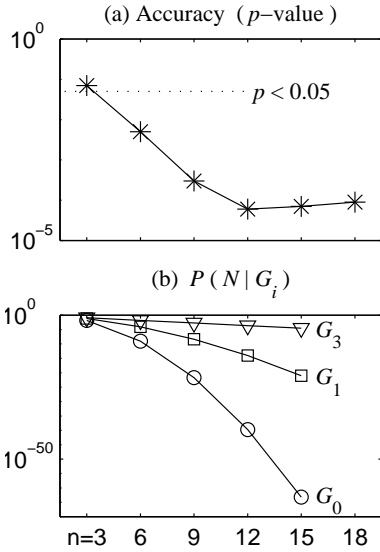 (a) Accuracy ( p−value )
10^0
p < 0.05
10^-5
(b) P ( N | G_i )
10^0
G_3
G_1
10^-50
G_0
n=3 6 9 12 15 18